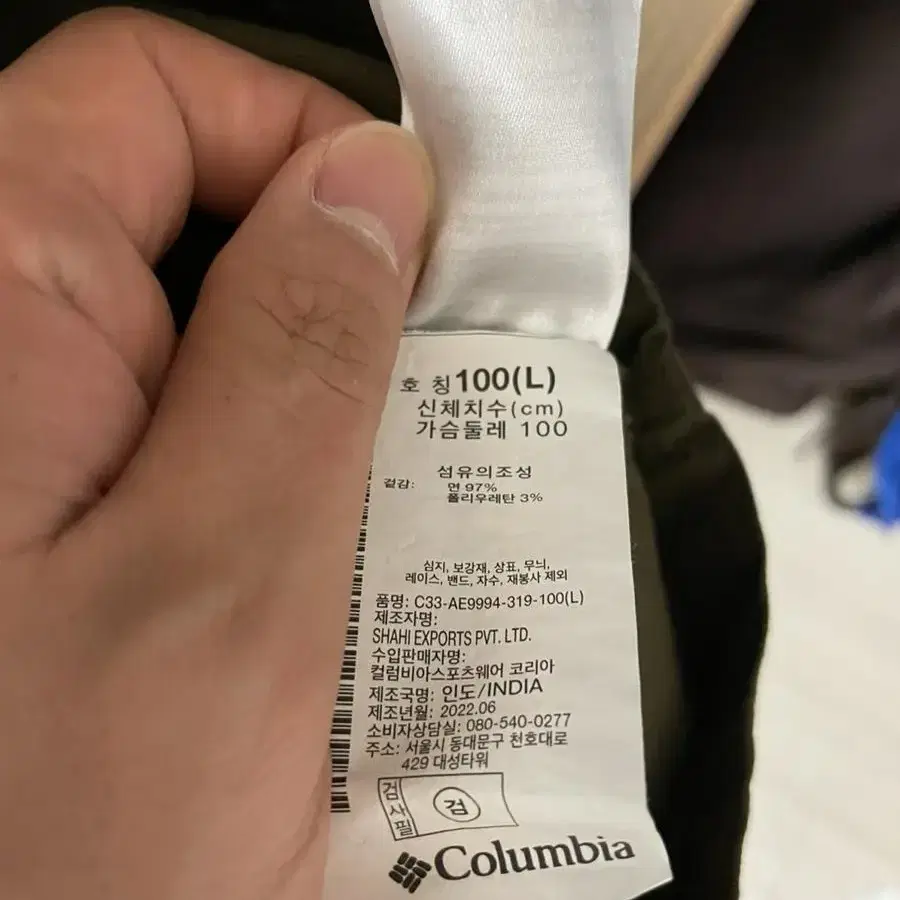 호 칭 100(L)
신체치수(cm)
가슴둘레 100
섬유의조성
겉감: 면 97%
폴리우레탄 3%
심지, 보강재, 상표, 무늬,
레이스, 밴드, 자수, 재봉사 제외
품명: C33-AE9994-319-100(L)
제조자명:
SHAHI EXPORTS PVT. LTD.
수입판매자명:
컬럼비아스포츠웨어 코리아
제조국명: 인도/INDIA
제조년월: 2022.06
소비자상담실: 080-540-0277
주소: 서울시 동대문구 천호대로
429 대성타워
검사필
검
Columbia